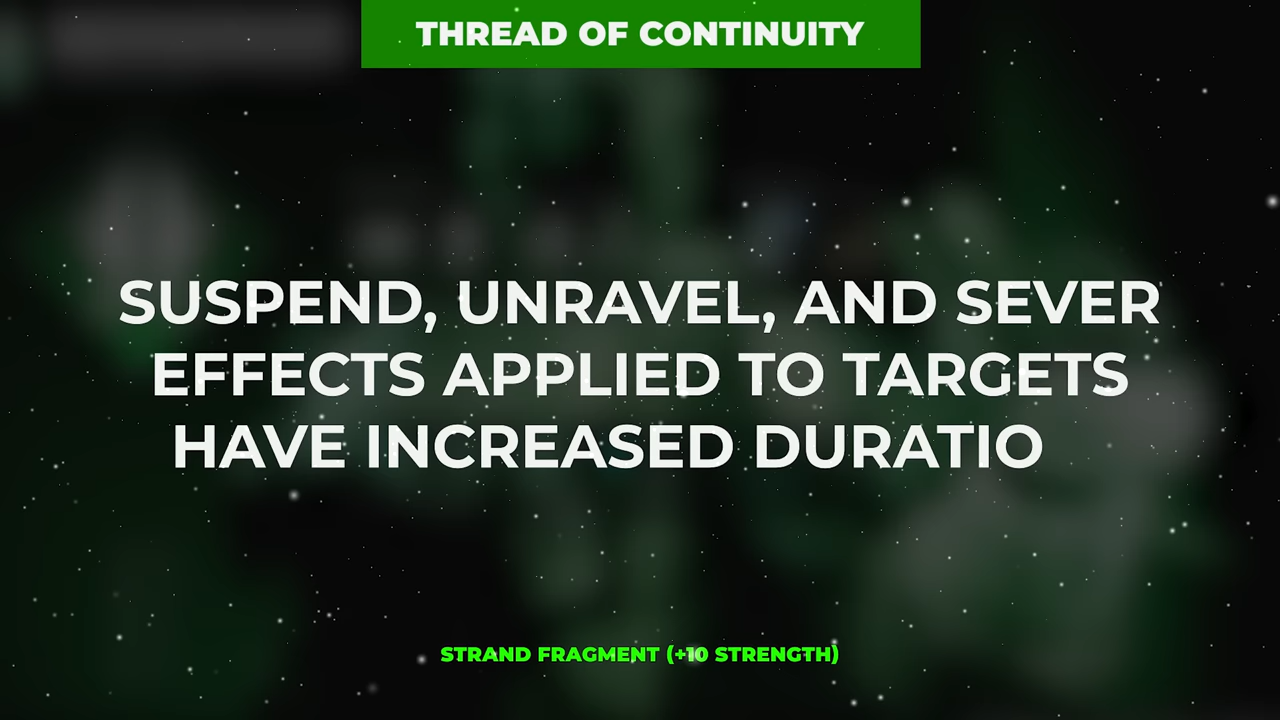 THREAD OF CONTINUITY
SUSPEND, UNRAVEL, AND SEVER
EFFECTS APPLIED TO TARGETS
HAVE INCREASED DURATIO
STRAND FRAGMENT (+10 STRENGTH)